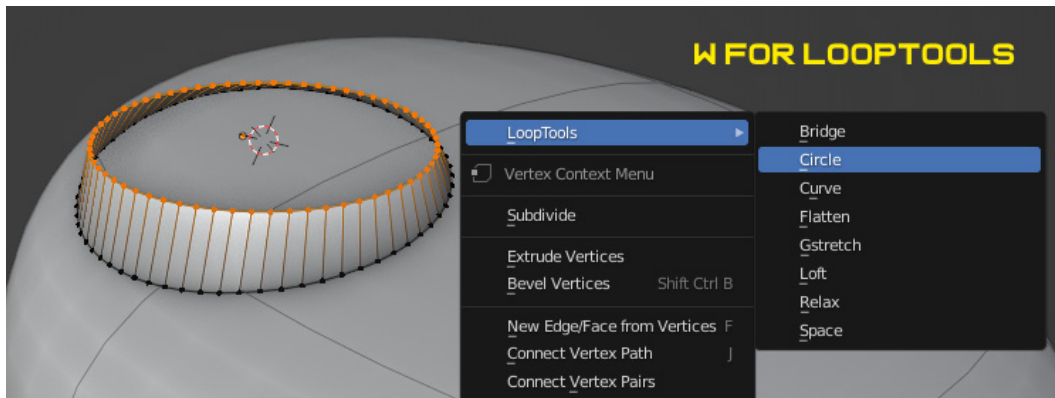 W FOR LOOPTOOLS
LoopTools
Vertex Context Menu
Subdivide
Extrude Vertices
Bevel Vertices Shift Ctrl B
New Edge/Face from Vertices F
Connect Vertex Path J
Connect Vertex Pairs
Bridge
Circle
Curve
Flatten
Gstretch
Loft
Relax
Space